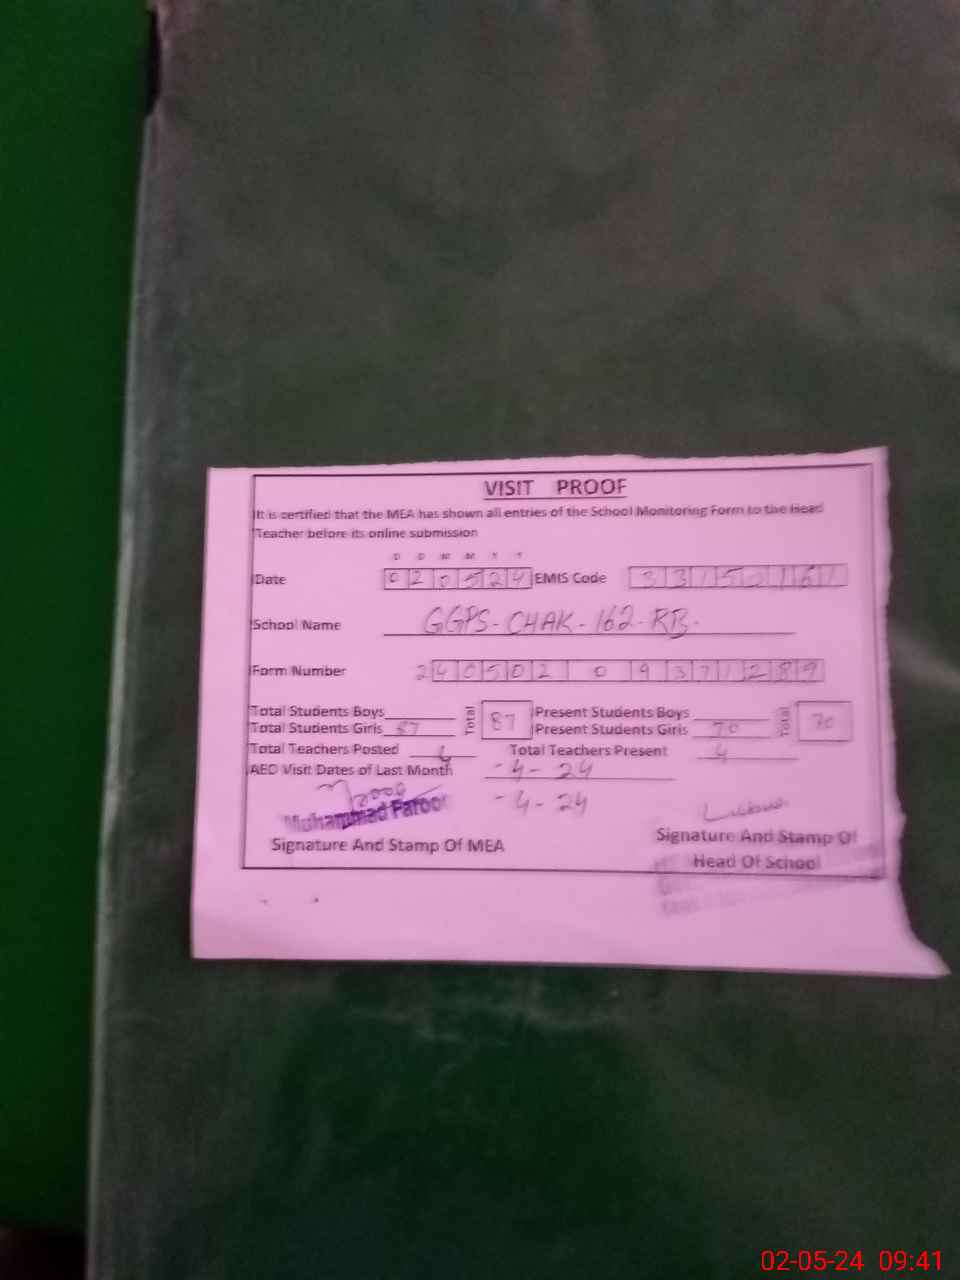 VISIT PROOF
It is certified that the MEA has shown all entries of the School Monitoring Form to the Head
Teacher before its online submission
D D M M Y Y
Date 020524 EMIS Code 33150161
School Name GGPS-CHAK-162-RB-
Form Number 240502 0 9371289
Total Students Boys Total 87 Present Students Boys Total 70
Total Students Girls 87 Present Students Girls 70
Total Teachers Posted Total Teachers Present 4
AEO Visit Dates of Last Month -4-24
-4-24
Muhammad Farooq
Signature And Stamp Of MEA
Signature And Stamp Of
Head Of School
02-05-24 09:41